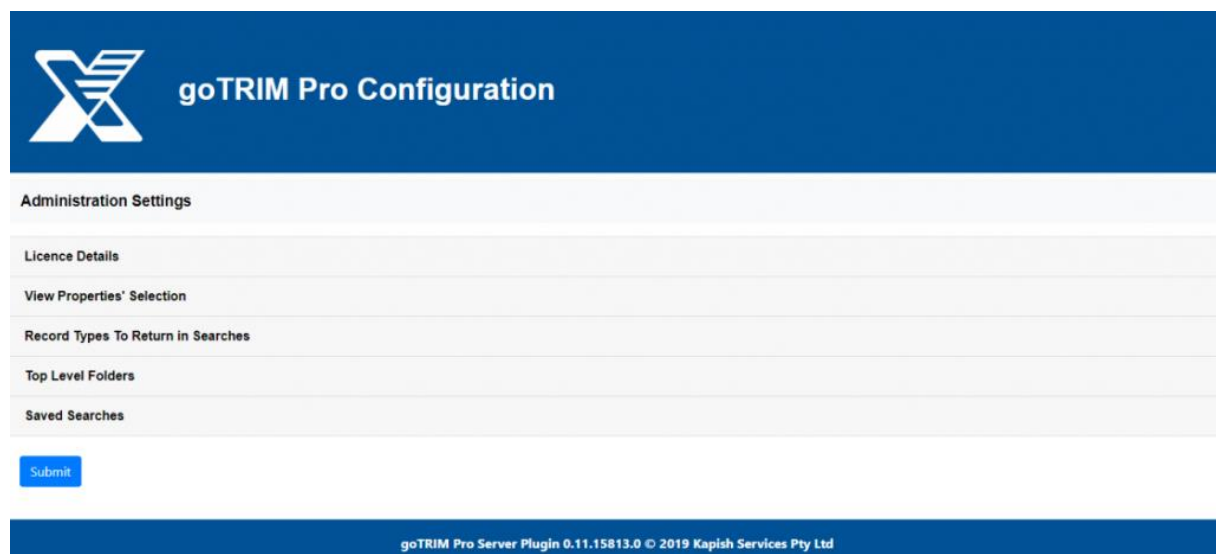 goTRIM Pro Configuration
Administration Settings
Licence Details
View Properties' Selection
Record Types To Return in Searches
Top Level Folders
Saved Searches
Submit
goTRIM Pro Server Plugin 0.11.15813.0 © 2019 Kapish Services Pty Ltd